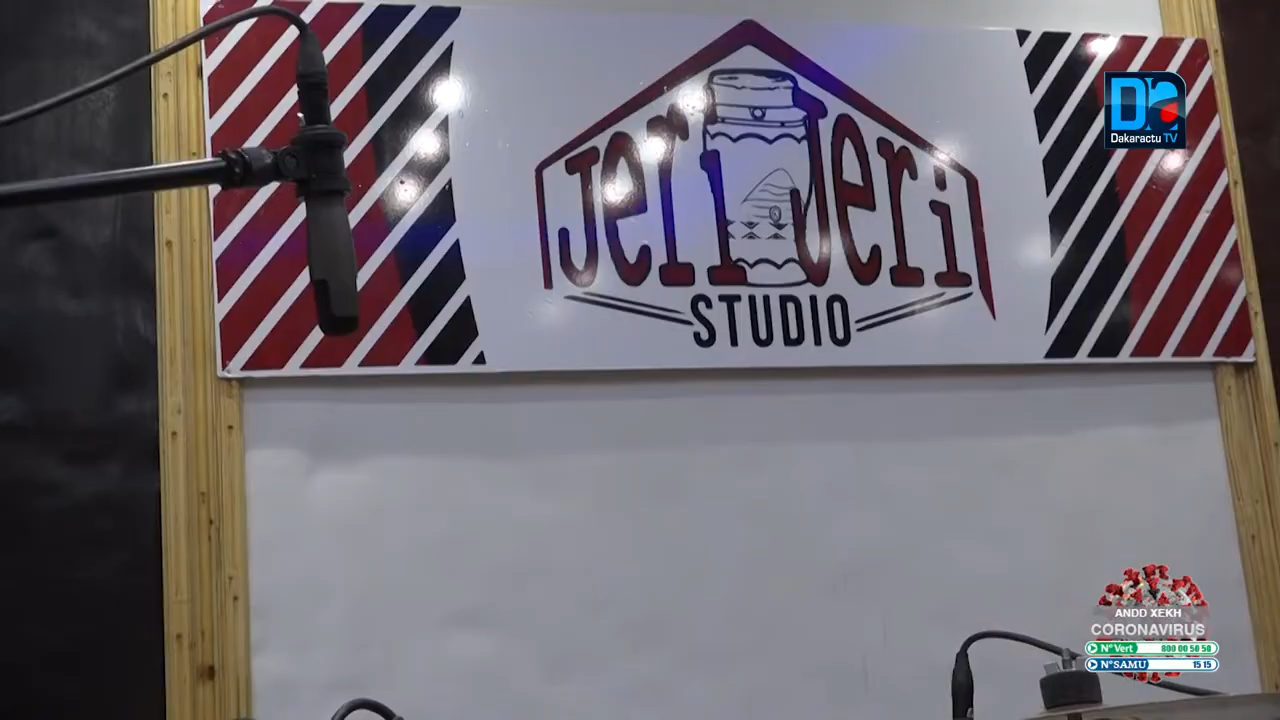 Dakaractu TV
Jeri Jeri
STUDIO
ANDD XEKH
CORONAVIRUS
N° Vert 800 00 50 50
N° SAMU 15 15